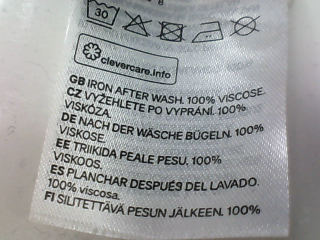 30
clevercare.info
GB IRON AFTER WASH. 100% VISCOSE.
CZ VYŽEHLETE PO VYPRÁNÍ. 100%
VISKÓZA.
DE NACH DER WÄSCHE BÜGELN. 100%
VISKOSE.
EE TRIIKIDA PEALE PESU. 100%
VISKOOS.
ES PLANCHAR DESPUÉS DEL LAVADO.
100% viscosa.
FI SILITETTÄVÄ PESUN JÄLKEEN. 100%